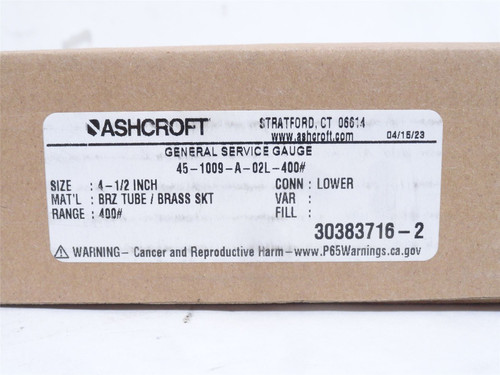 ASHCROFT
STRATFORD, CT 06614
www.ashcroft.com
04/15/23
GENERAL SERVICE GAUGE
45-1009-A-02L-400#
SIZE : 4-1/2 INCH
CONN : LOWER
MAT'L : BRZ TUBE / BRASS SKT
VAR :
RANGE : 400#
FILL :
30383716-2
⚠ WARNING- Cancer and Reproductive Harm-www.P65Warnings.ca.gov